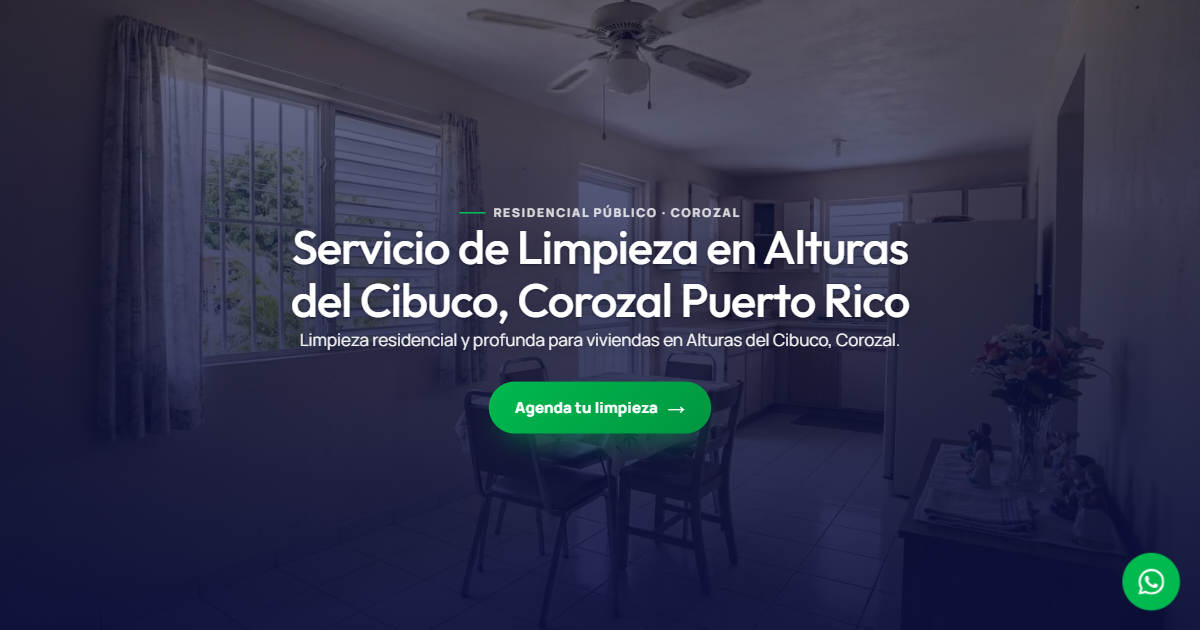 RESIDENCIAL PÚBLICO · COROZAL
Servicio de Limpieza en Alturas
del Cibuco, Corozal Puerto Rico
Limpieza residencial y profunda para viviendas en Alturas del Cibuco, Corozal.
Agenda tu limpieza →